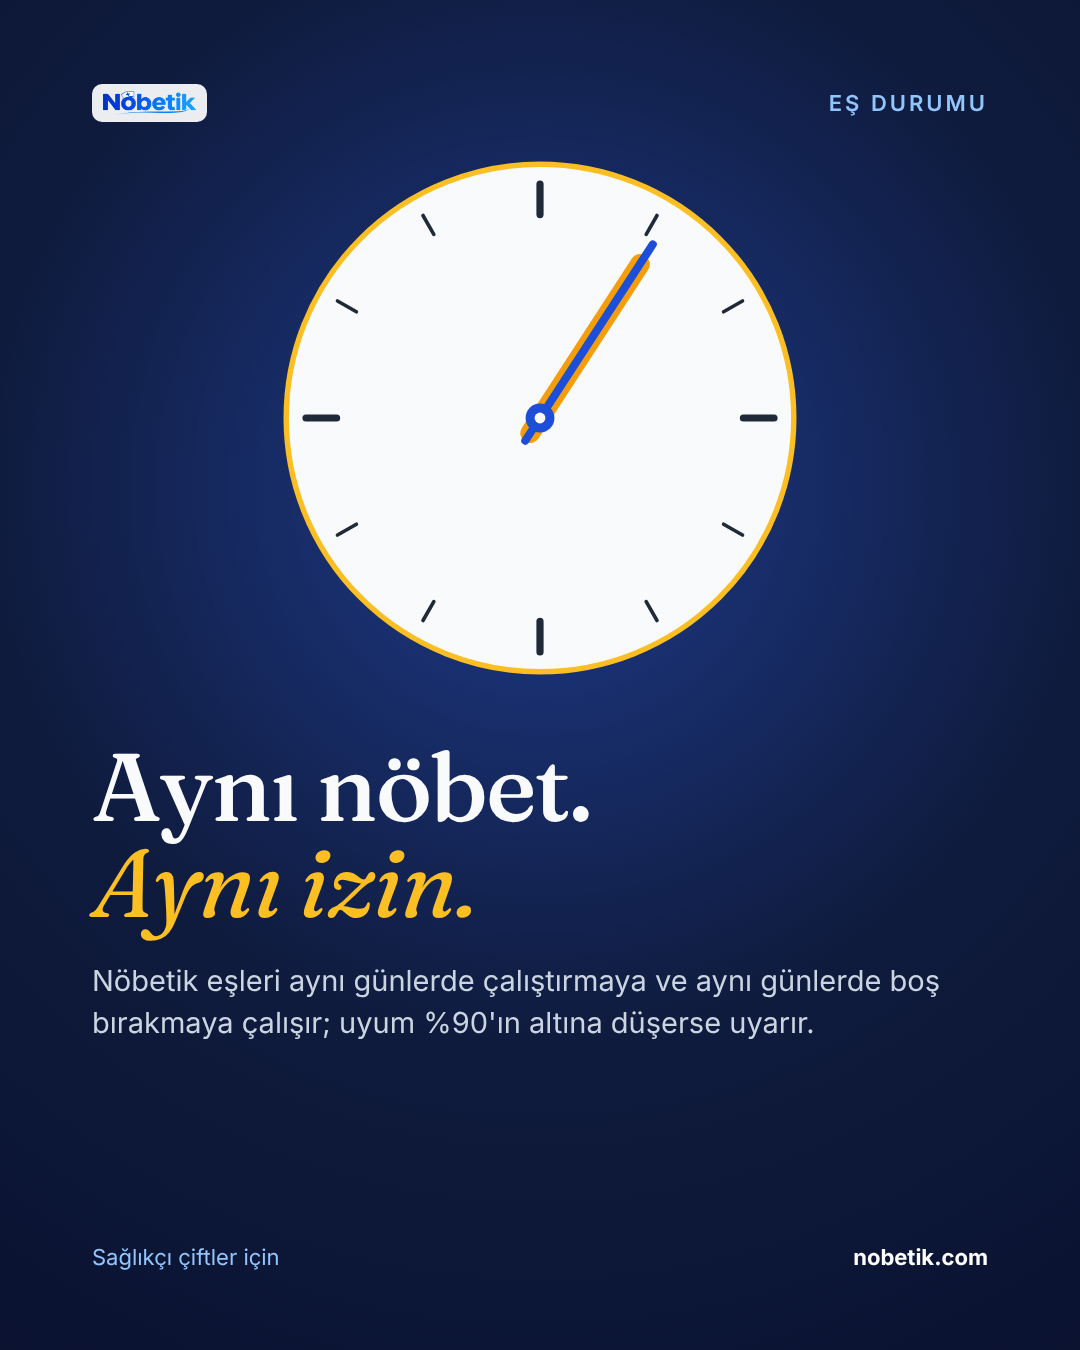 Nöbetik
EŞ DURUMU
Aynı nöbet.
Aynı izin.
Nöbetik eşleri aynı günlerde çalıştırmaya ve aynı günlerde boş
bırakmaya çalışır; uyum %90'ın altına düşerse uyarır.
Sağlıkçı çiftler için
nobetik.com